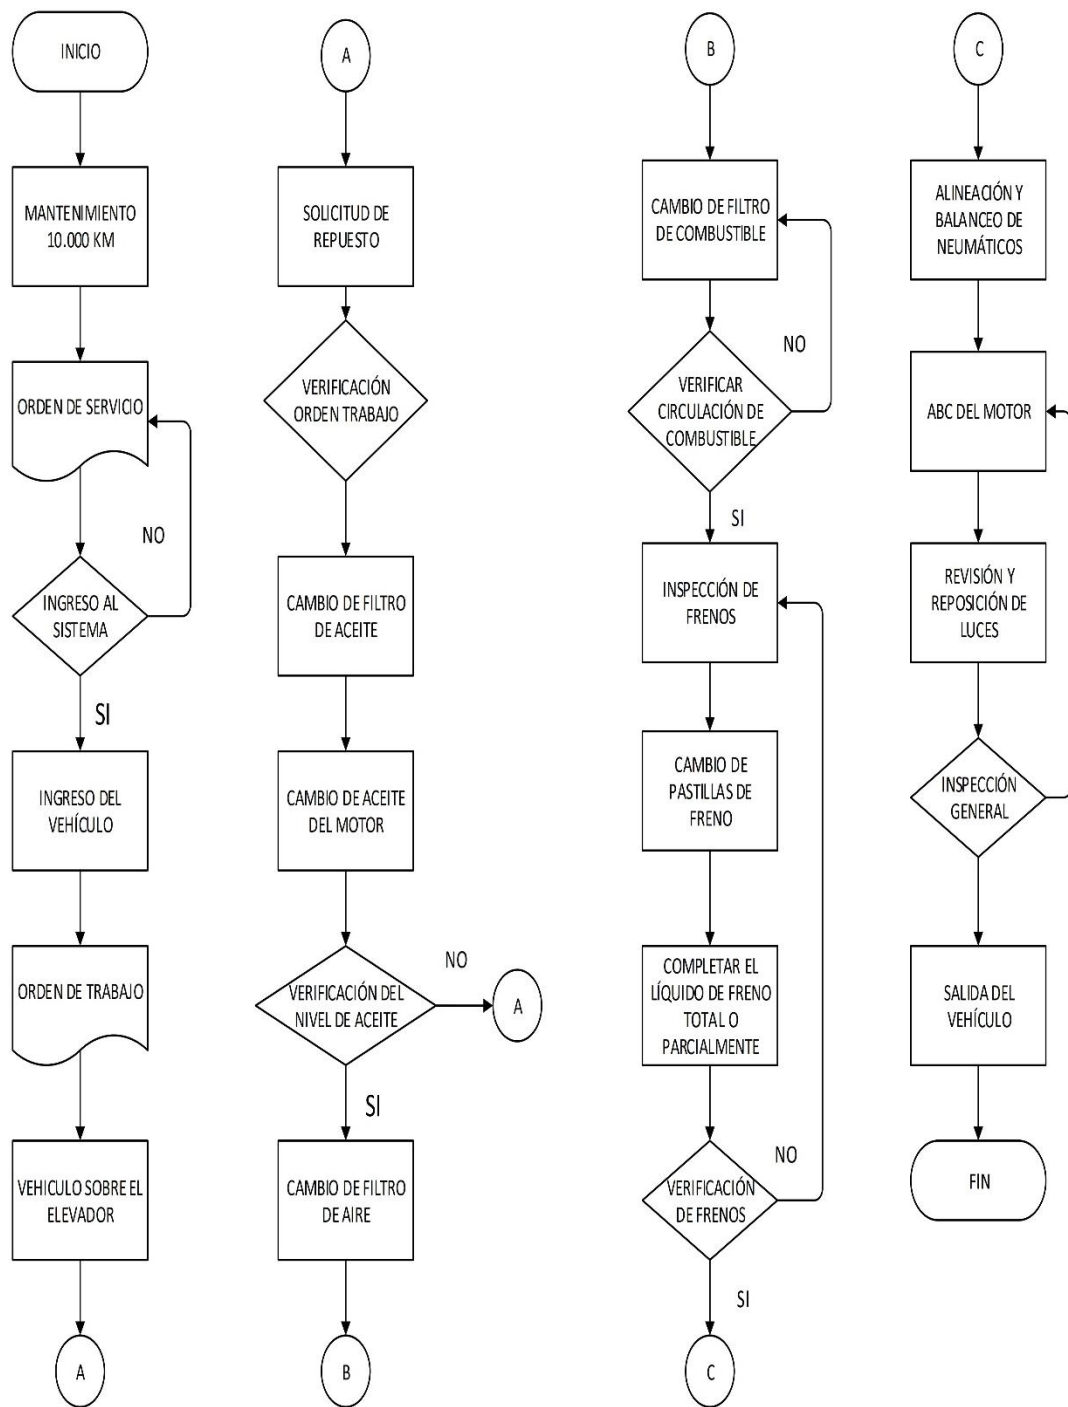 INICIO
MANTENIMIENTO
10.000 KM
ORDEN DE SERVICIO
NO
INGRESO AL
SISTEMA
SI
INGRESO DEL
VEHÍCULO
ORDEN DE TRABAJO
VEHICULO SOBRE EL
ELEVADOR
A
A
SOLICITUD DE
REPUESTO
VERIFICACIÓN
ORDEN TRABAJO
CAMBIO DE FILTRO
DE ACEITE
CAMBIO DE ACEITE
DEL MOTOR
VERIFICACIÓN DEL
NIVEL DE ACEITE
NO
A
SI
CAMBIO DE FILTRO
DE AIRE
B
B
CAMBIO DE FILTRO
DE COMBUSTIBLE
NO
VERIFICAR
CIRCULACIÓN DE
COMBUSTIBLE
SI
INSPECCIÓN DE
FRENOS
CAMBIO DE
PASTILLAS DE
FRENO
COMPLETAR EL
LÍQUIDO DE FRENO
TOTAL O
PARCIALMENTE
NO
VERIFICACIÓN
DE FRENOS
SI
C
C
ALINEACIÓN Y
BALANCEO DE
NEUMÁTICOS
ABC DEL MOTOR
REVISIÓN Y
REPOSICIÓN DE
LUCES
INSPECCIÓN
GENERAL
SALIDA DEL
VEHÍCULO
FIN